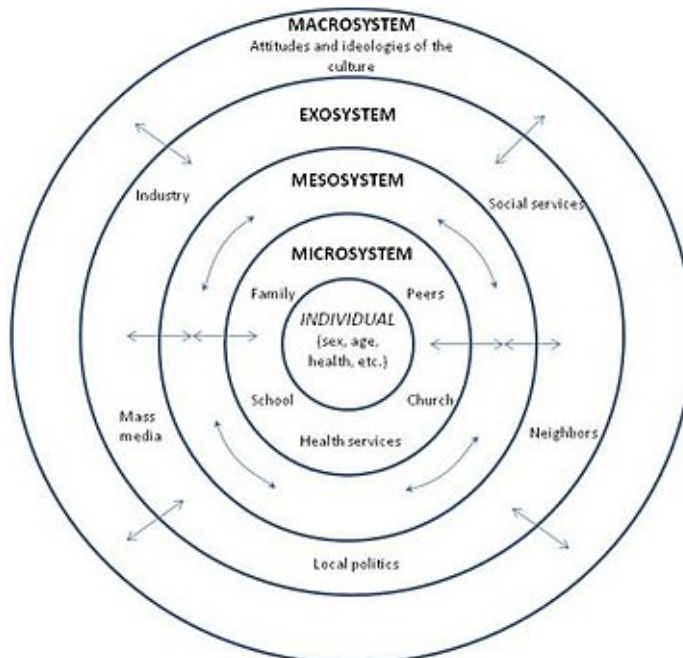 MACROSYSTEM
Attitudes and ideologies of the
culture
EXOSYSTEM
Industry
Social services
MESOSYSTEM
MICROSYSTEM
Family
Peers
INDIVIDUAL
{sex, age,
health, etc.}
School
Church
Health services
Mass
media
Neighbors
Local politics